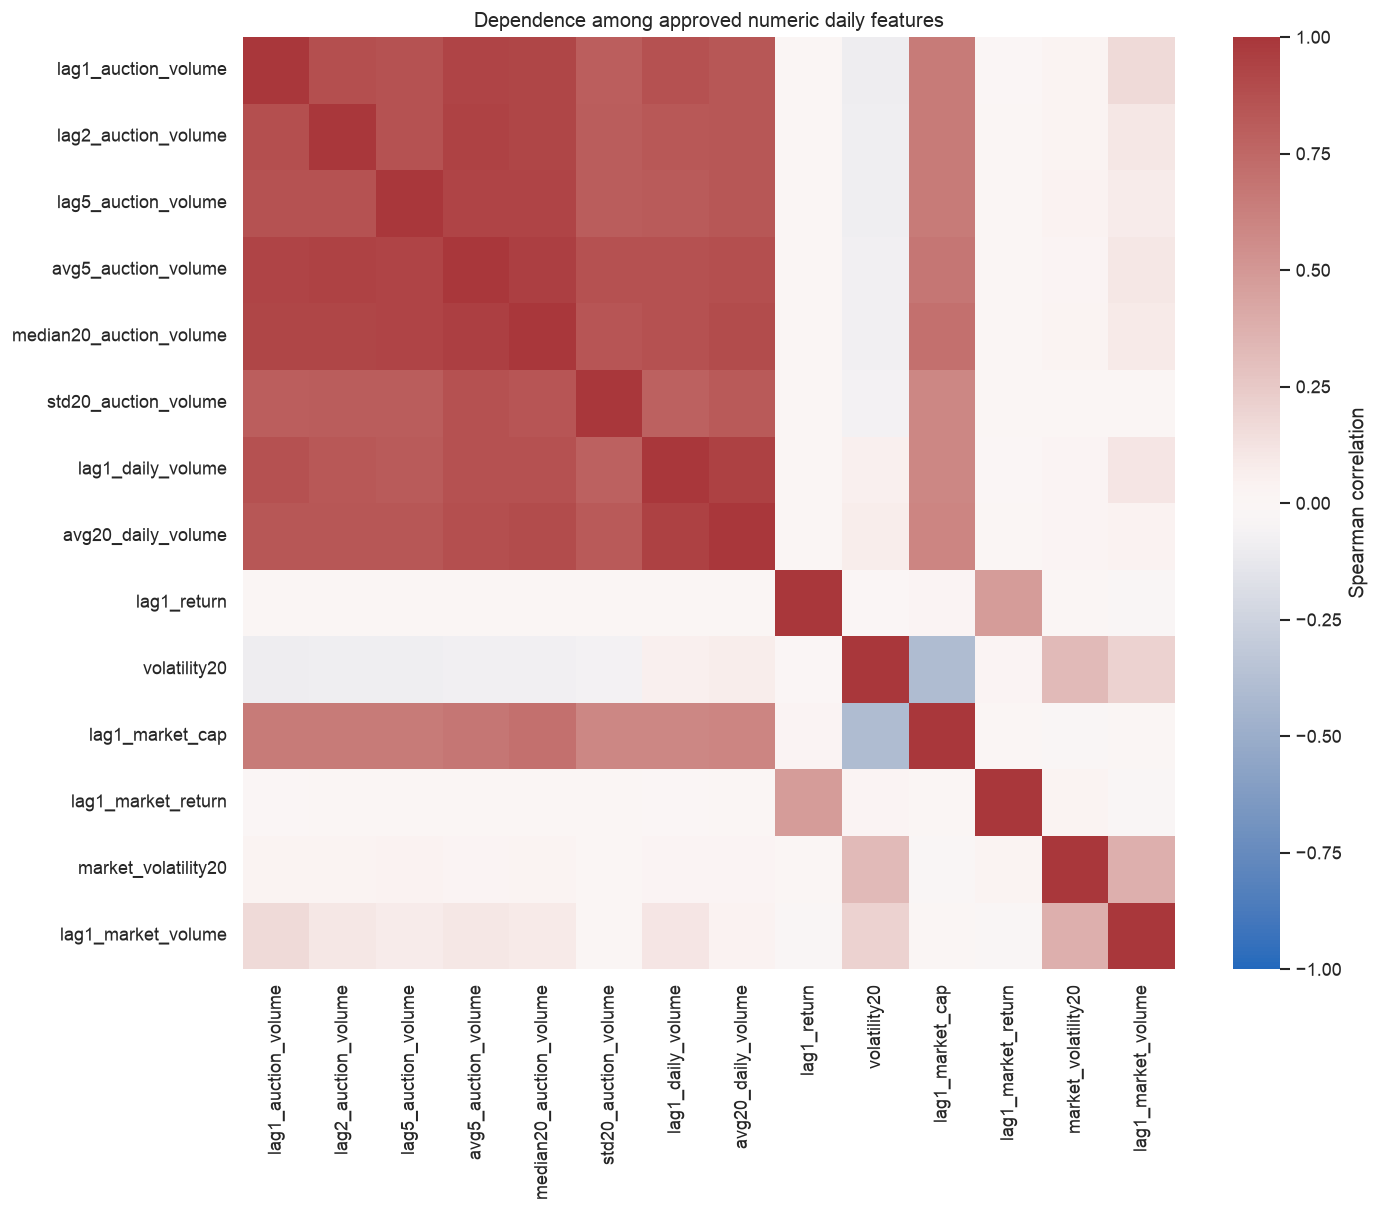 Dependence among approved numeric daily features
lag1_auction_volume
lag2_auction_volume
lag5_auction_volume
avg5_auction_volume
median20_auction_volume
std20_auction_volume
lag1_daily_volume
avg20_daily_volume
lag1_return
volatility20
lag1_market_cap
lag1_market_return
market_volatility20
lag1_market_volume
lag1_auction_volume
lag2_auction_volume
lag5_auction_volume
avg5_auction_volume
median20_auction_volume
std20_auction_volume
lag1_daily_volume
avg20_daily_volume
lag1_return
volatility20
lag1_market_cap
lag1_market_return
market_volatility20
lag1_market_volume
1.00
0.75
0.50
0.25
0.00
−0.25
−0.50
−0.75
−1.00
Spearman correlation